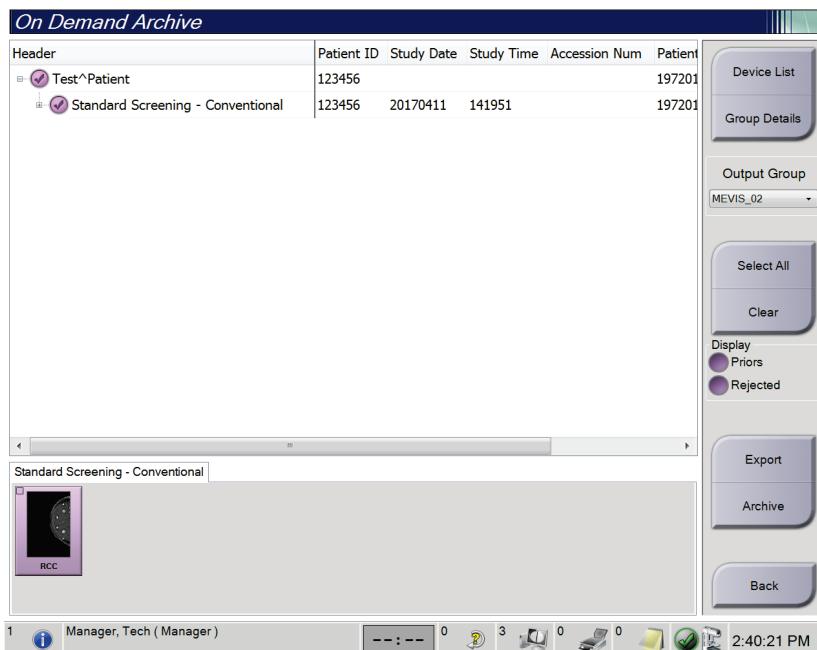 On Demand Archive
Header Patient ID Study Date Study Time Accession Num Patient
Test^Patient 123456 197201
Standard Screening - Conventional 123456 20170411 141951 197201
Device List
Group Details
Output Group
MEVIS_02
Select All
Clear
Display
Priors
Rejected
Export
Archive
Back
Standard Screening - Conventional
RCC
1 Manager, Tech ( Manager ) --:-- 0 3 0 0 2:40:21 PM